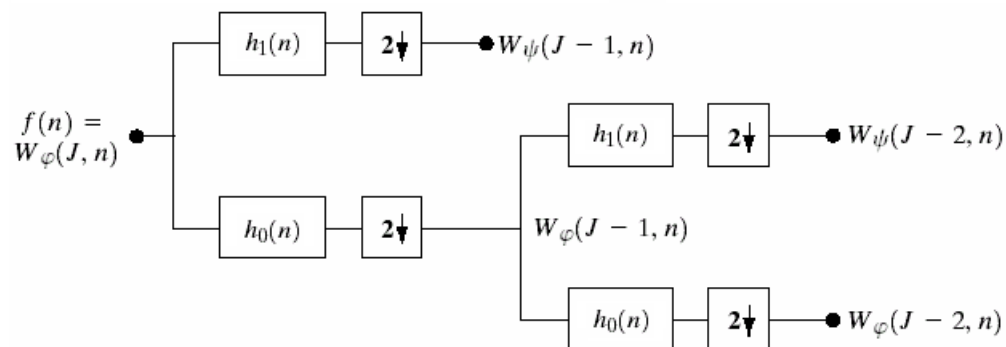 h₁(n)
2↓
W_ψ(J − 1, n)
f(n) =
W_φ(J, n)
h₁(n)
2↓
W_ψ(J − 2, n)
h₀(n)
2↓
W_φ(J − 1, n)
h₀(n)
2↓
W_φ(J − 2, n)